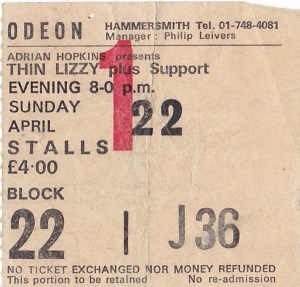 ODEON HAMMERSMITH Tel. 01-748-4081
Manager: Philip Leivers
ADRIAN HOPKINS presents
THIN LIZZY plus Support
EVENING 8-0 p.m.
SUNDAY
APRIL 1 22
STALLS
£4·00
BLOCK
22 | J 36
NO TICKET EXCHANGED NOR MONEY REFUNDED
This portion to be retained No re-admission